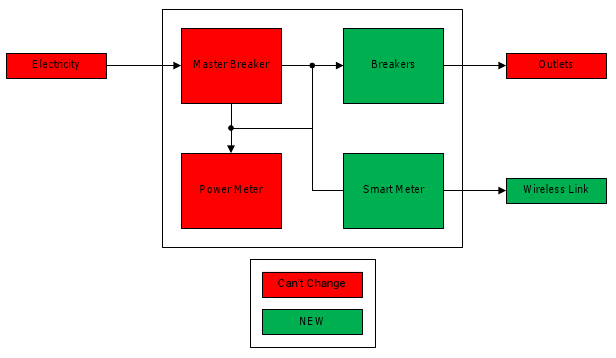 Electricity
Master Breaker
Breakers
Outlets
Power Meter
Smart Meter
Wireless Link
Can't Change
NEW